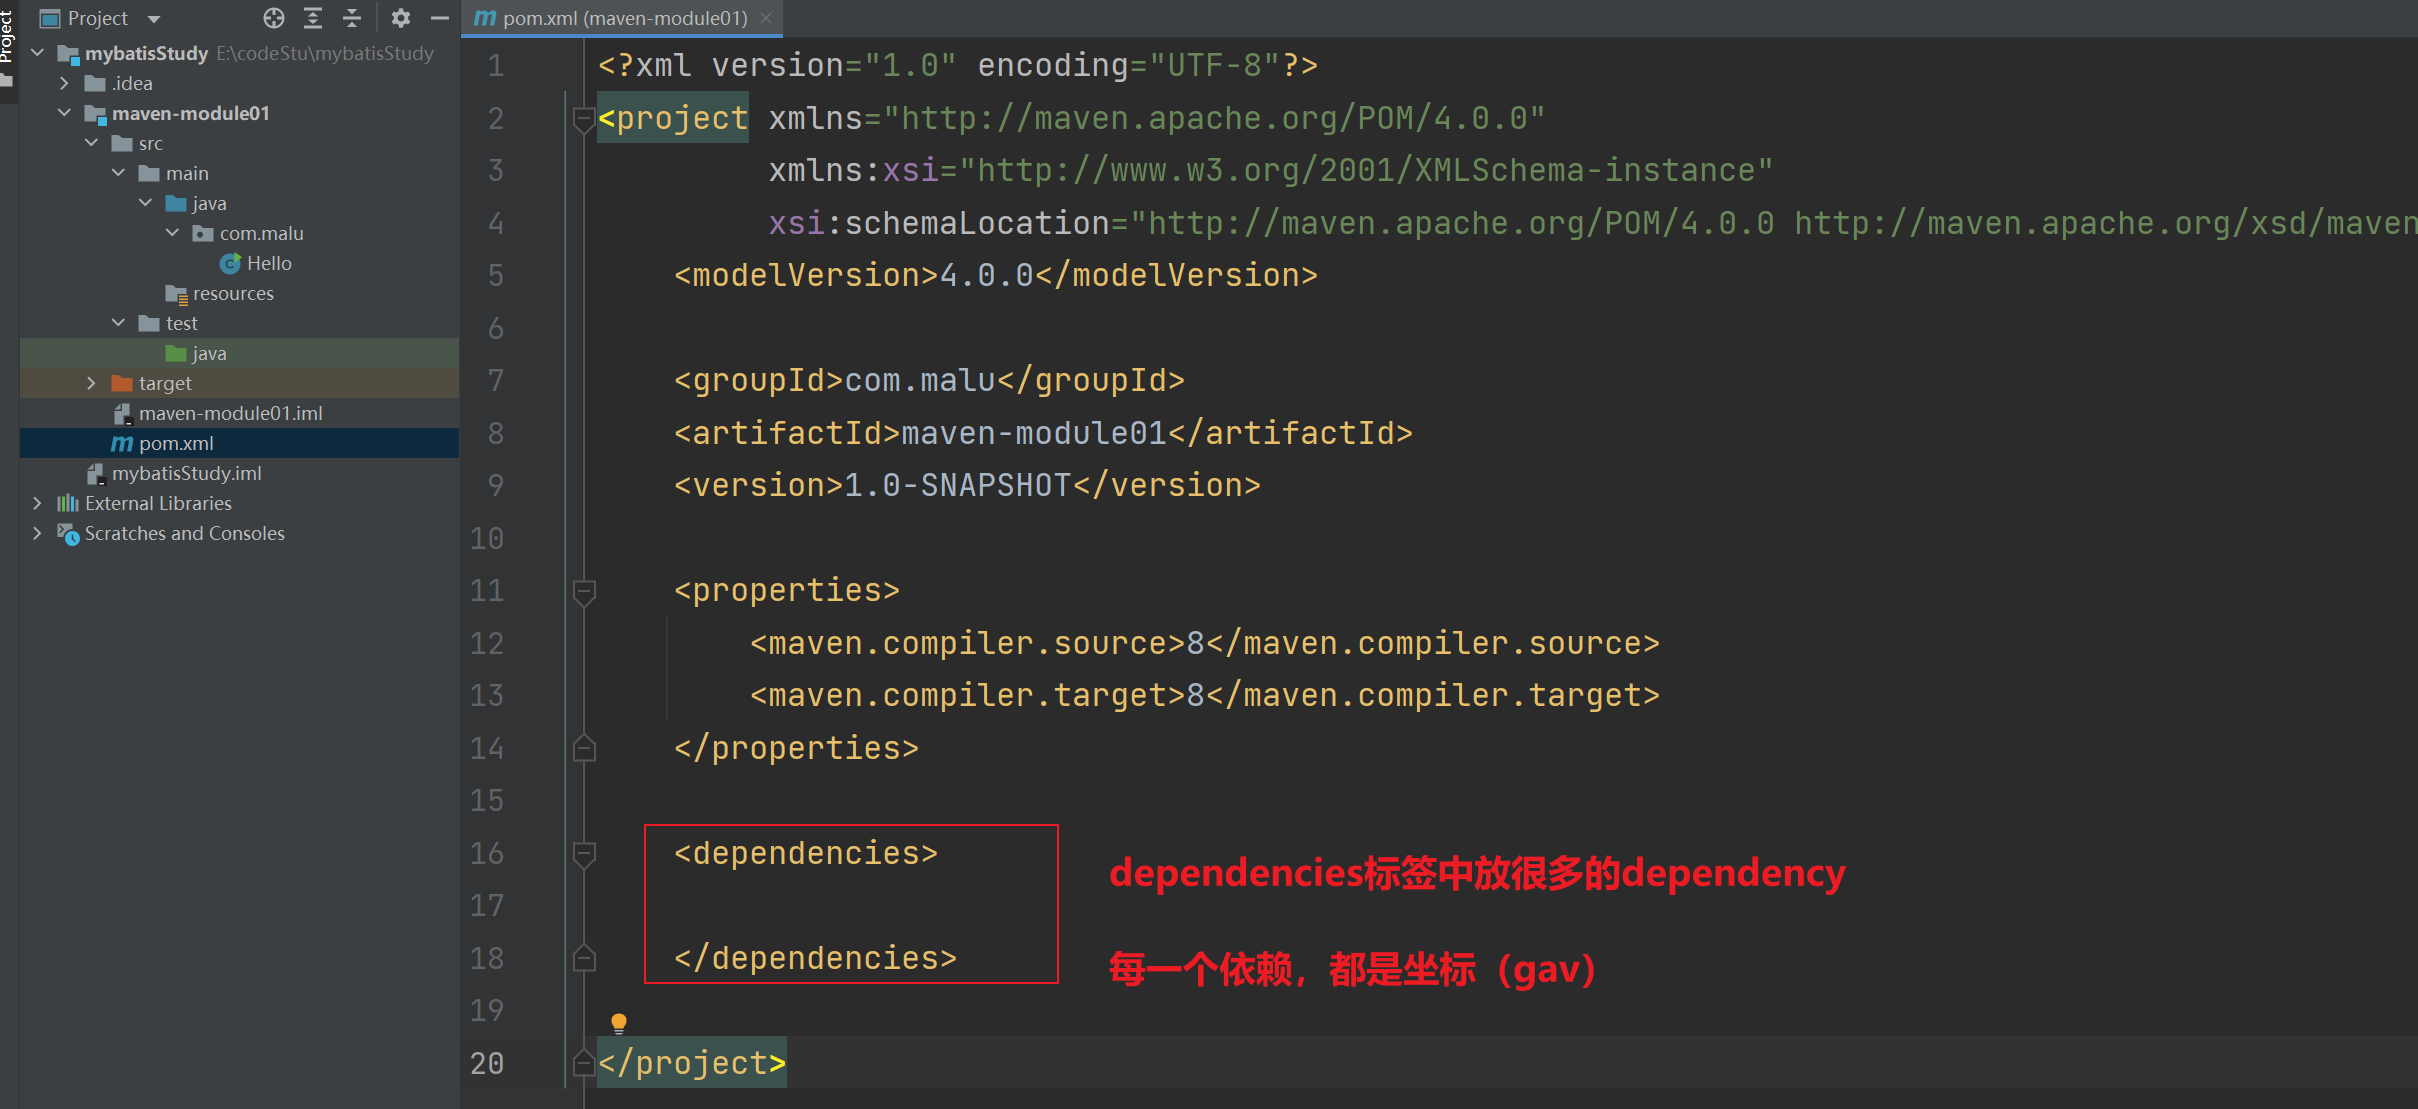 Project
Project
mybatisStudy E:\codeStu\mybatisStudy
.idea
maven-module01
src
main
java
com.malu
Hello
resources
test
java
target
maven-module01.iml
pom.xml
mybatisStudy.iml
External Libraries
Scratches and Consoles
pom.xml (maven-module01)
1 <?xml version="1.0" encoding="UTF-8"?>
2 <project xmlns="http://maven.apache.org/POM/4.0.0"
3 xmlns:xsi="http://www.w3.org/2001/XMLSchema-instance"
4 xsi:schemaLocation="http://maven.apache.org/POM/4.0.0 http://maven.apache.org/xsd/maven
5 <modelVersion>4.0.0</modelVersion>
6
7 <groupId>com.malu</groupId>
8 <artifactId>maven-module01</artifactId>
9 <version>1.0-SNAPSHOT</version>
10
11 <properties>
12 <maven.compiler.source>8</maven.compiler.source>
13 <maven.compiler.target>8</maven.compiler.target>
14 </properties>
15
16 <dependencies>
17
18 </dependencies>
19
20 </project>
dependencies标签中放很多的dependency
每一个依赖，都是坐标（gav）